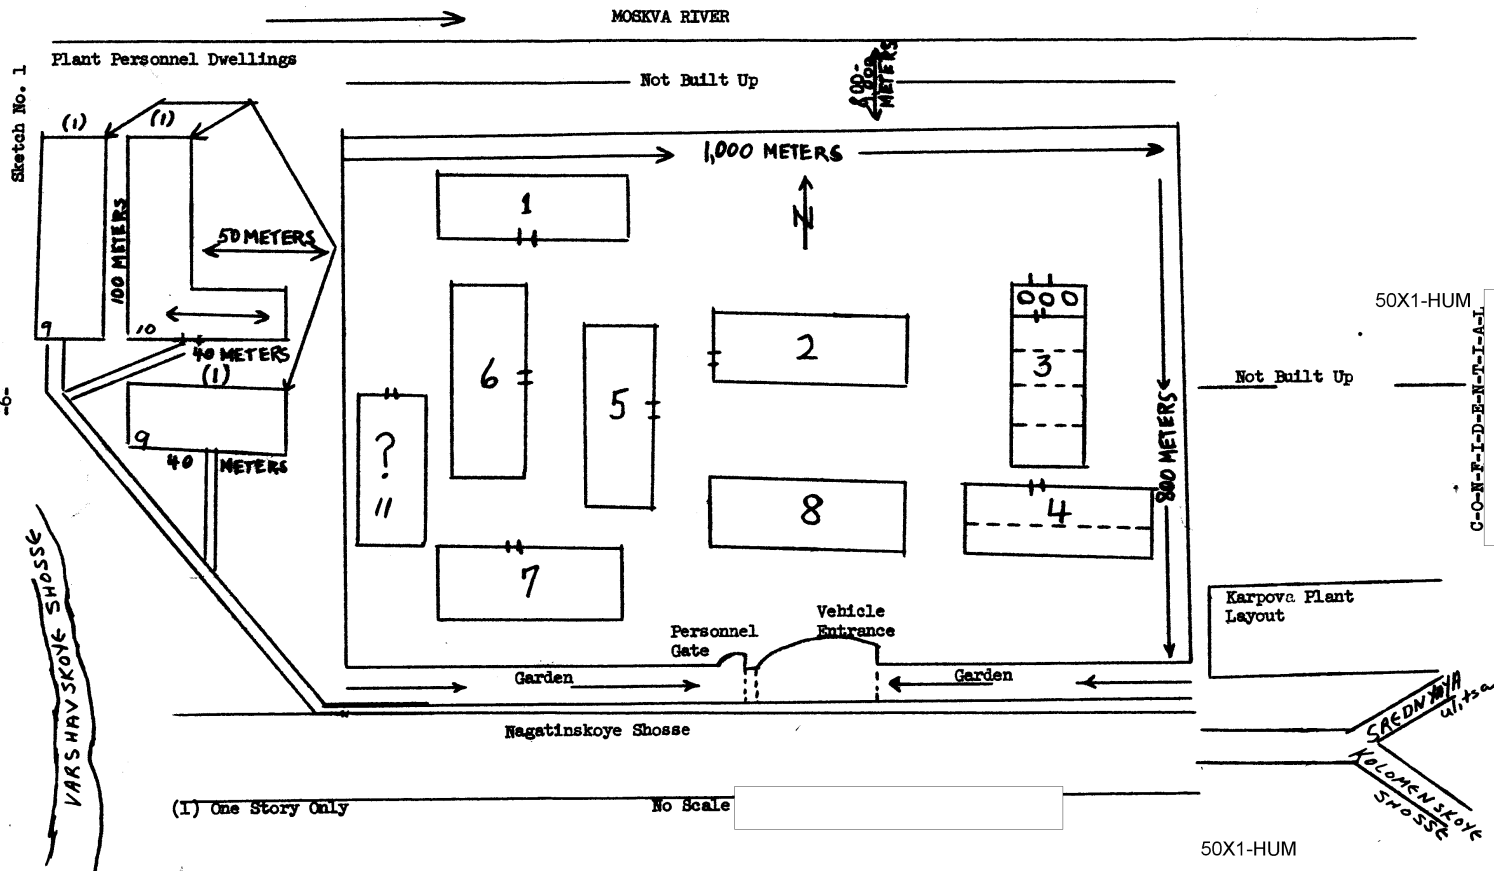 MOSKVA RIVER
Plant Personnel Dwellings
Sketch No. 1
Not Built Up
METERS
(1)
(1)
1,000 METERS
1
N
100 METERS
50 METERS
50X1-HUM
C-O-N-F-I-D-E-N-T-I-A-L
9
10
40 METERS
(1)
6
5
2
3
Not Built Up
-6-
800 METERS
9
40 METERS
?
11
8
4
7
VARSHAVSKOYE SHOSSE
Karpova Plant
Layout
Vehicle
Entrance
Personnel
Gate
Garden
Garden
SREDNYAYA
ulitsa
Nagatinskoye Shosse
KOLOMENSKOYE
SHOSSE
(1) One Story Only
No Scale
50X1-HUM